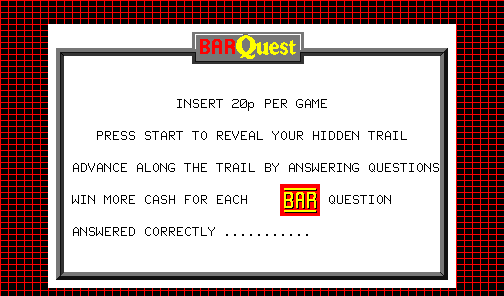 BARQuest
INSERT 20p PER GAME
PRESS START TO REVEAL YOUR HIDDEN TRAIL
ADVANCE ALONG THE TRAIL BY ANSWERING QUESTIONS
WIN MORE CASH FOR EACH BAR QUESTION
ANSWERED CORRECTLY ...........